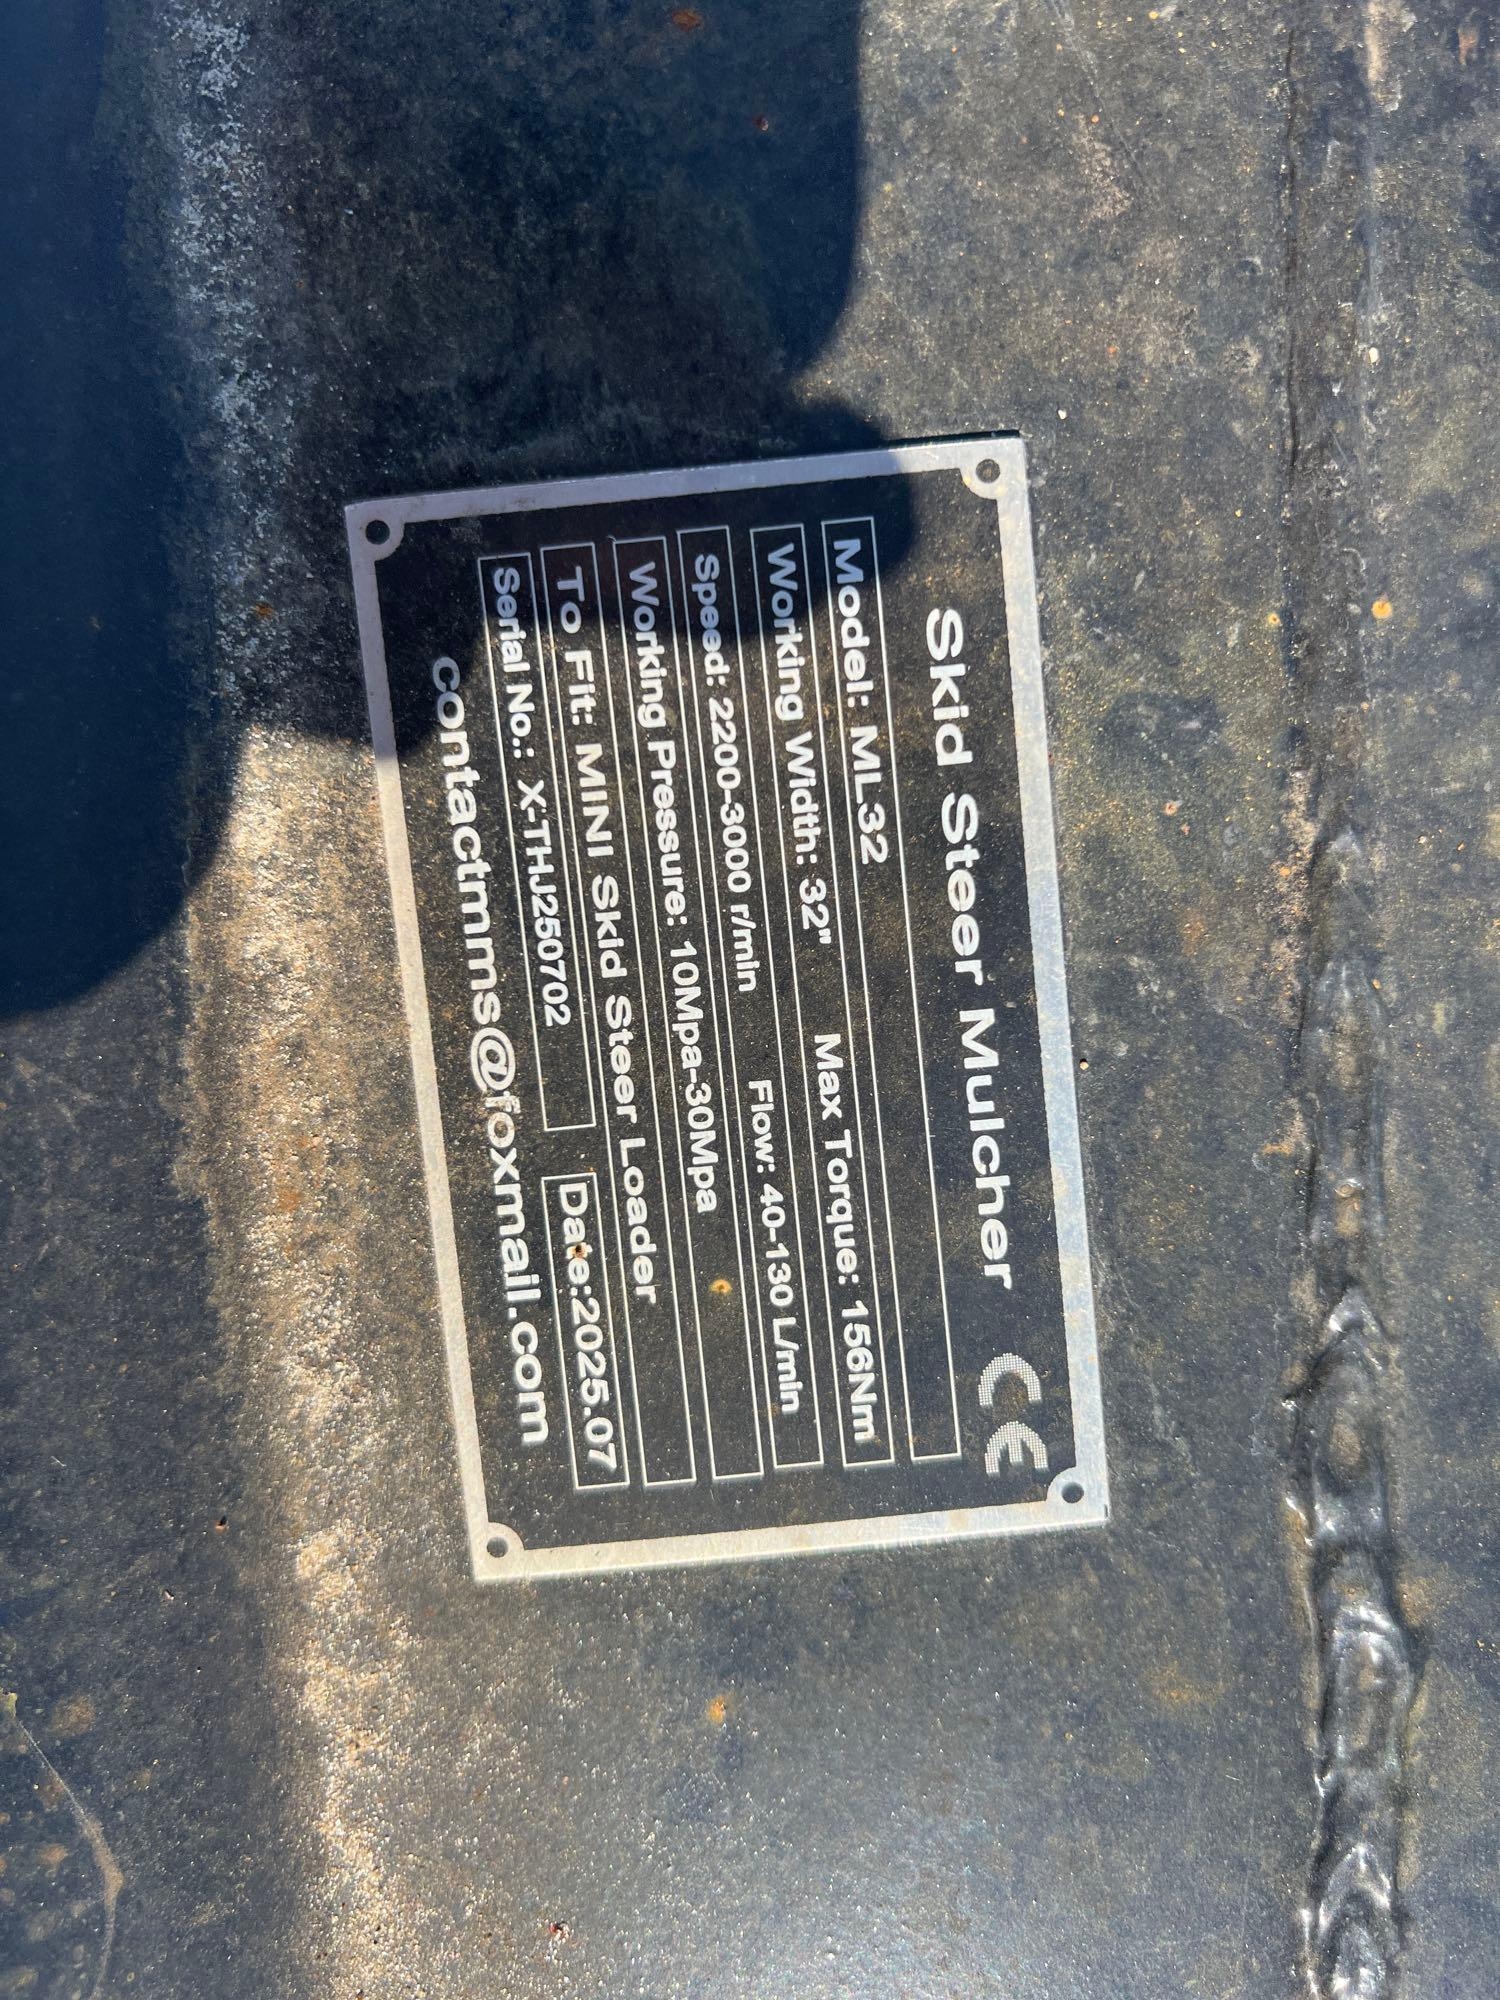 Skid Steer Mulcher CE
Model: ML32
Working Width: 32" Max Torque: 156Nm
Speed: 2200-3000 r/min Flow: 40-130 L/min
Working Pressure: 10Mpa-30Mpa
To Fit: MINI Skid Steer Loader
Serial No.: X-THJ250702 Date:2025.07
contactmms@foxmail.com